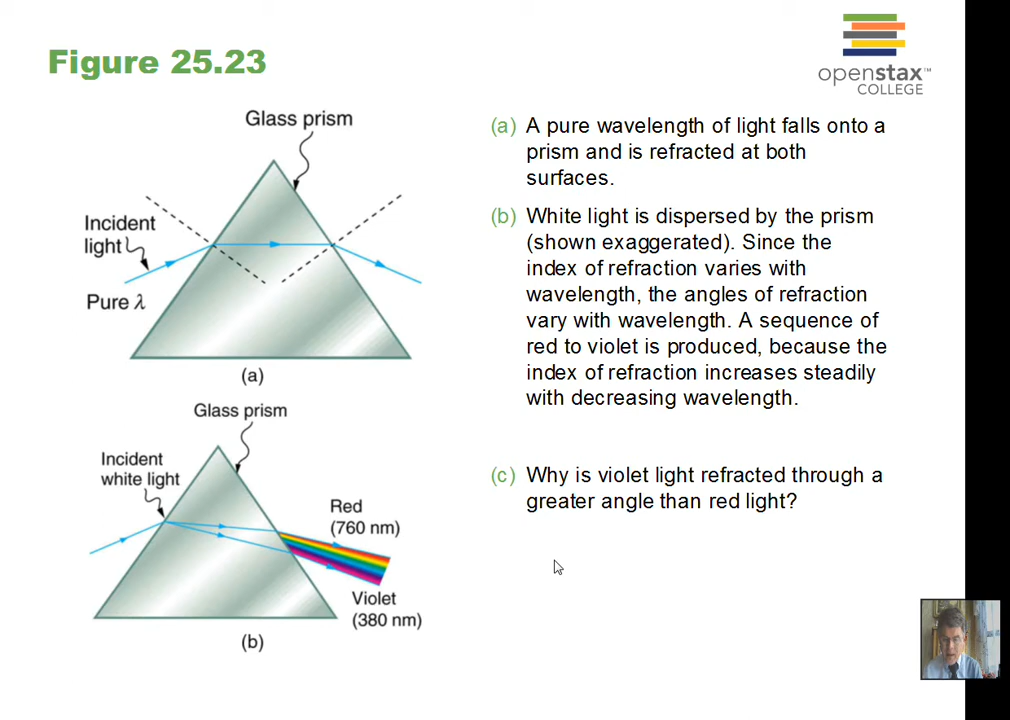 Figure 25.23
openstax™
COLLEGE
Glass prism
Incident
light
Pure λ
(a)
Glass prism
Incident
white light
Red
(760 nm)
Violet
(380 nm)
(b)
(a) A pure wavelength of light falls onto a
prism and is refracted at both
surfaces.
(b) White light is dispersed by the prism
(shown exaggerated). Since the
index of refraction varies with
wavelength, the angles of refraction
vary with wavelength. A sequence of
red to violet is produced, because the
index of refraction increases steadily
with decreasing wavelength.
(c) Why is violet light refracted through a
greater angle than red light?